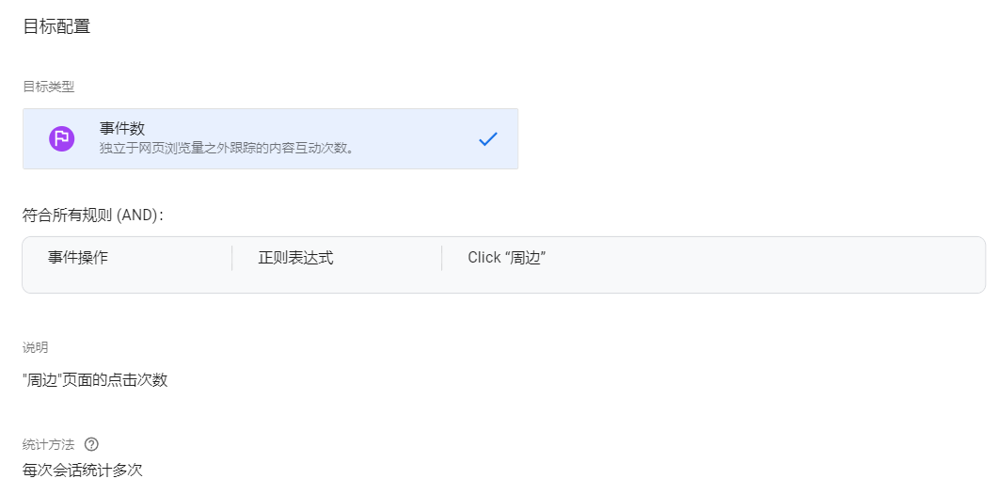 目标配置
目标类型
事件数
独立于网页浏览量之外跟踪的内容互动次数。
符合所有规则 (AND)：
事件操作 正则表达式 Click “周边”
说明
"周边"页面的点击次数
统计方法 ?
每次会话统计多次